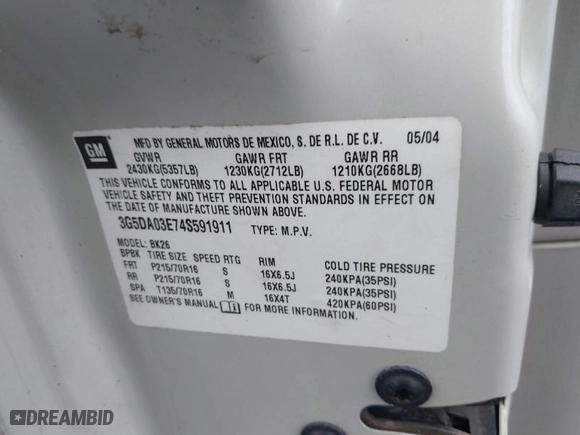 GM
MFD BY GENERAL MOTORS DE MEXICO, S. DE R.L. DE C.V. 05/04
GVWR GAWR FRT GAWR RR
2430KG(5357LB) 1230KG(2712LB) 1210KG(2668LB)
THIS VEHICLE CONFORMS TO ALL APPLICABLE U.S. FEDERAL MOTOR
VEHICLE SAFETY AND THEFT PREVENTION STANDARDS IN EFFECT ON
THE DATE OF MANUFACTURE SHOWN ABOVE.
3G5DA03E74S591911 TYPE: M.P.V.
MODEL: BK26
BPBK TIRE SIZE SPEED RTG RIM COLD TIRE PRESSURE
FRT P215/70R16 S 16X6.5J 240KPA(35PSI)
RR P215/70R16 S 16X6.5J 240KPA(35PSI)
SPA T135/70R16 M 16X4T 420KPA(60PSI)
SEE OWNER'S MANUAL FOR MORE INFORMATION.
DREAMBID